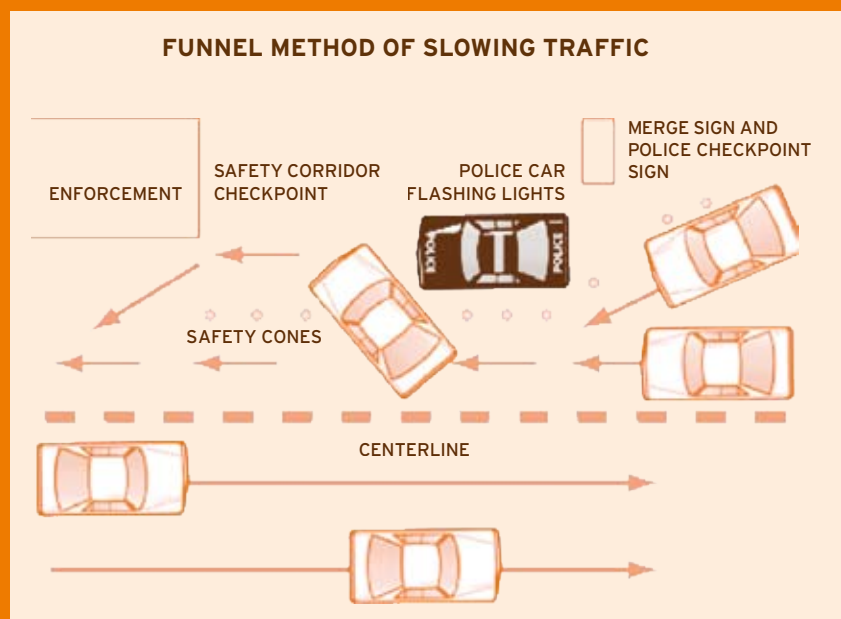 FUNNEL METHOD OF SLOWING TRAFFIC
MERGE SIGN AND
POLICE CHECKPOINT
SIGN
ENFORCEMENT
SAFETY CORRIDOR
CHECKPOINT
POLICE CAR
FLASHING LIGHTS
POLICE
SAFETY CONES
CENTERLINE